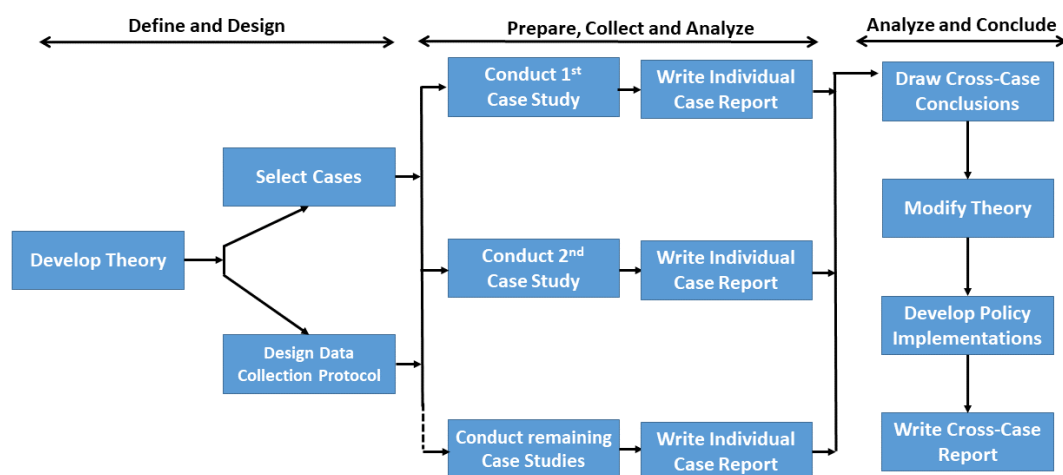 Define and Design
Prepare, Collect and Analyze
Analyze and Conclude
Develop Theory
Select Cases
Design Data
Collection Protocol
Conduct 1st
Case Study
Write Individual
Case Report
Conduct 2nd
Case Study
Write Individual
Case Report
Conduct remaining
Case Studies
Write Individual
Case Report
Draw Cross-Case
Conclusions
Modify Theory
Develop Policy
Implementations
Write Cross-Case
Report